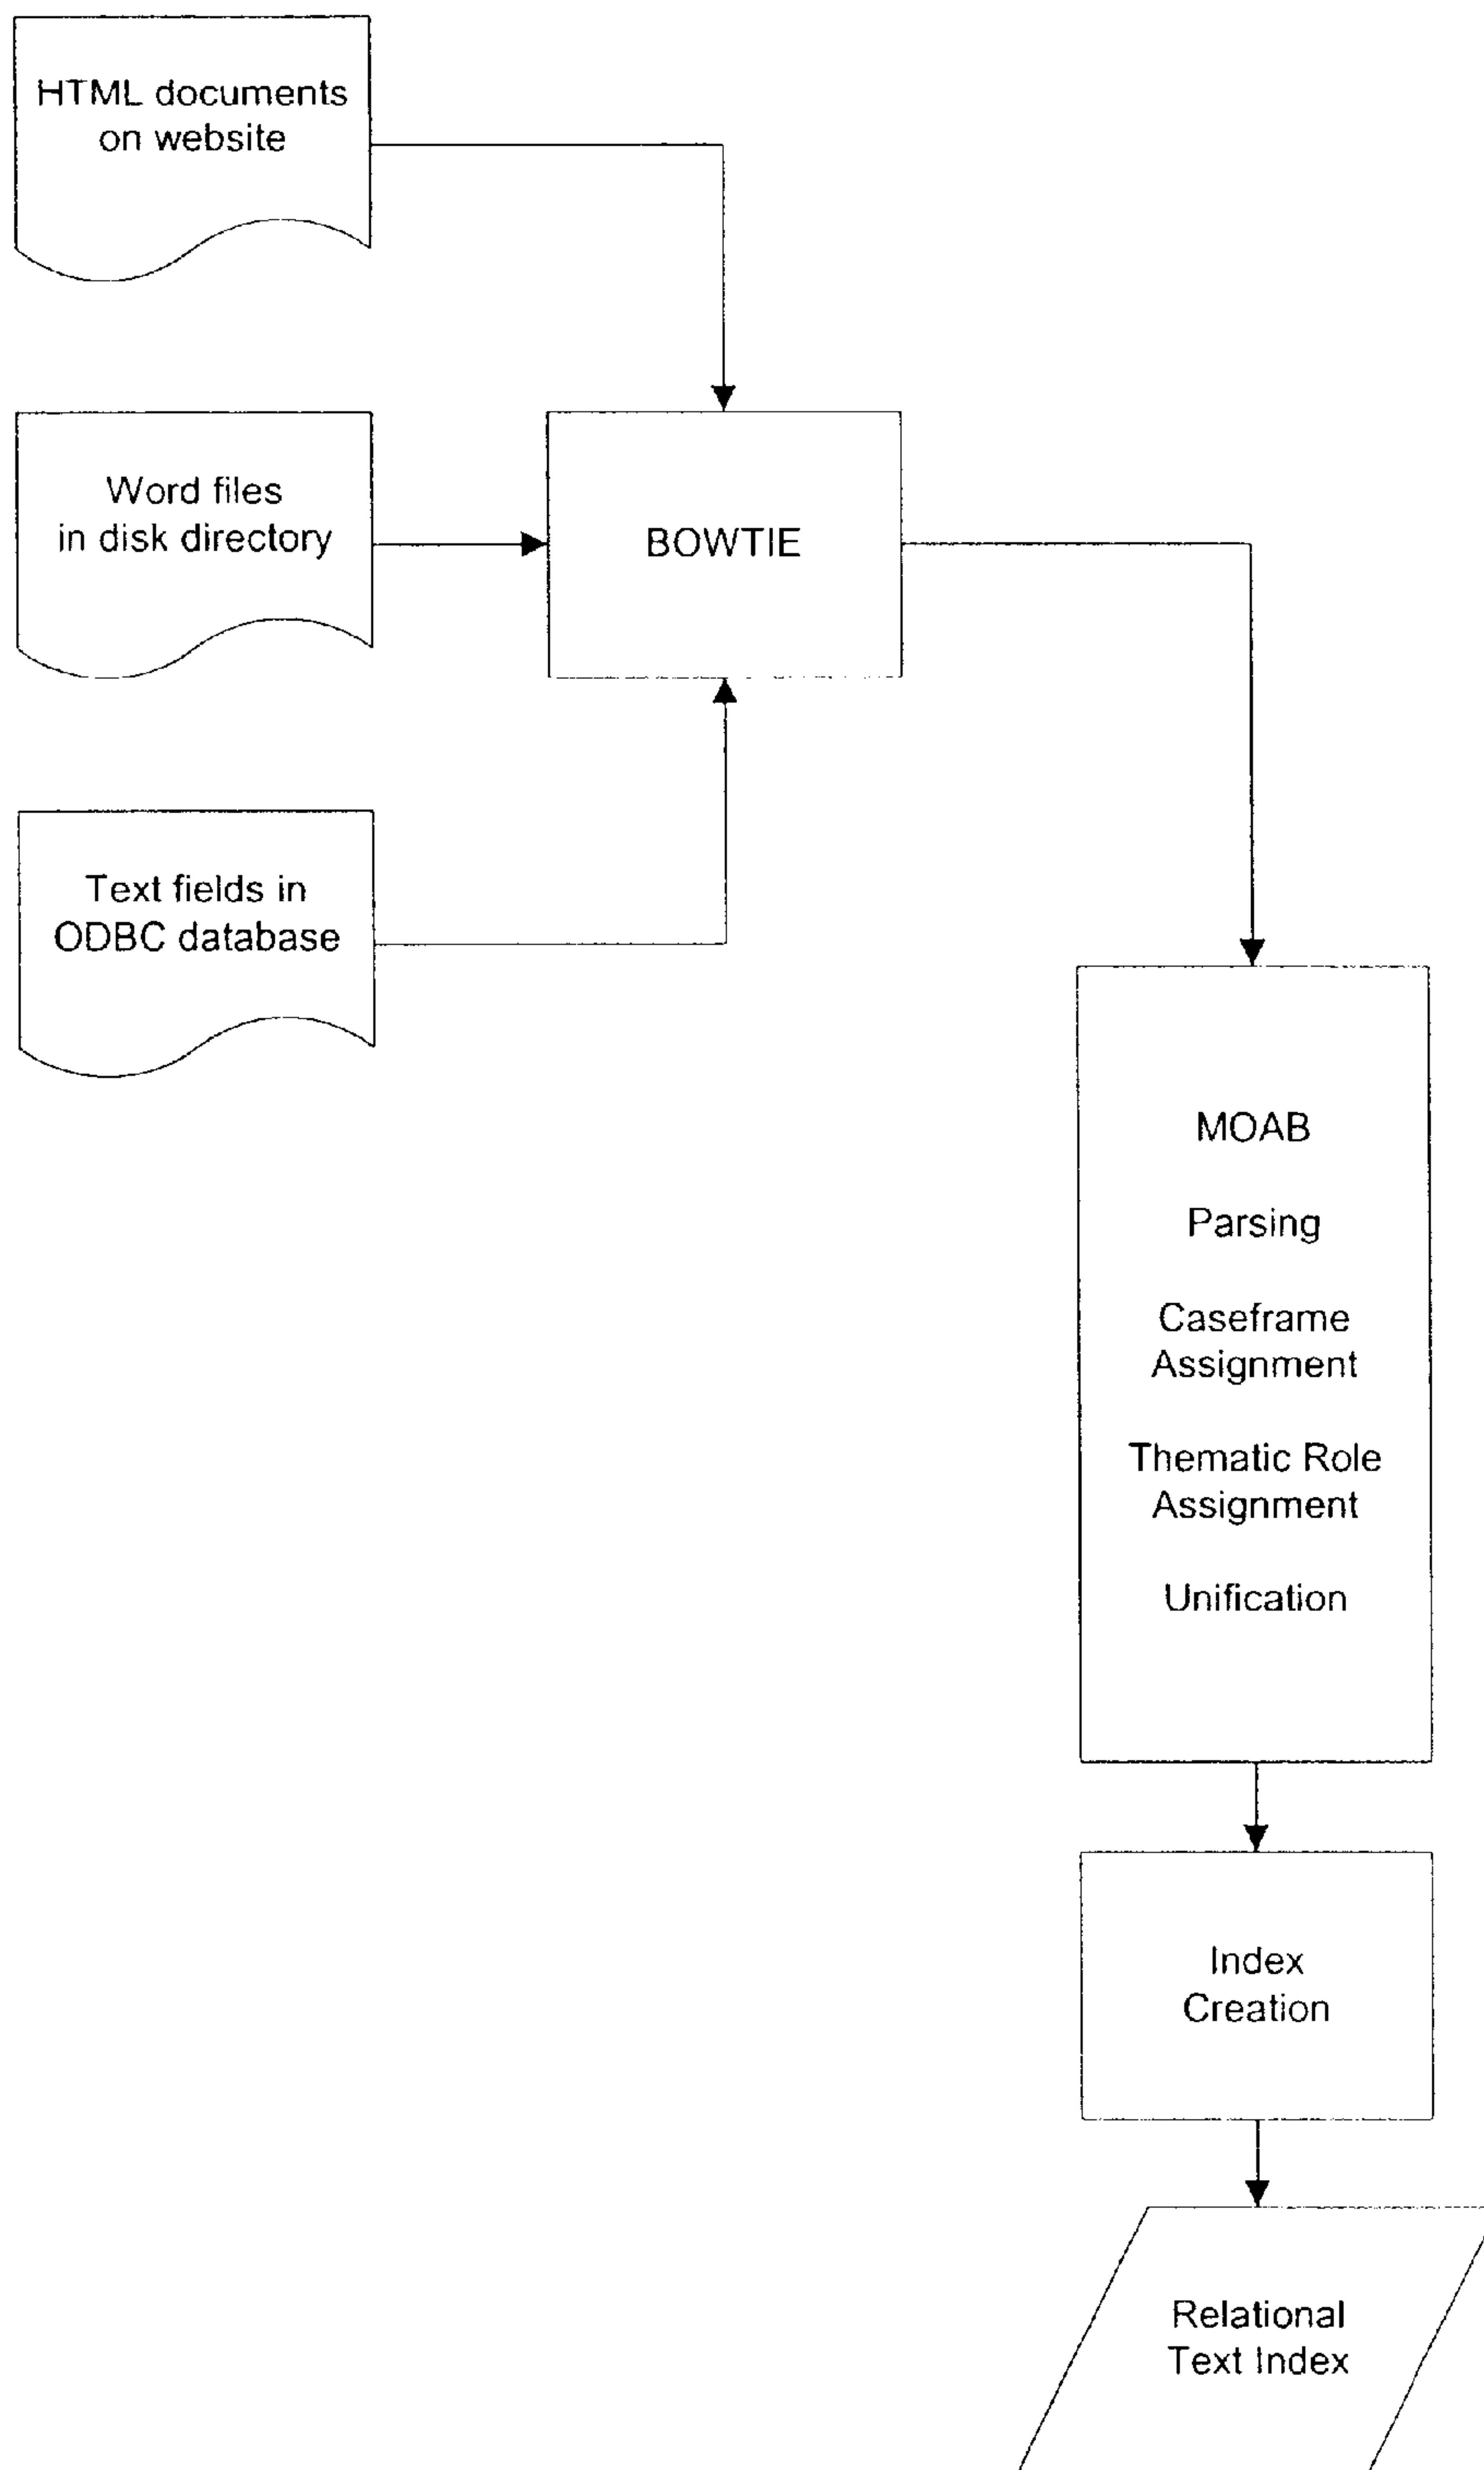 HTML documents
on website
Word files
in disk directory
BOWTIE
Text fields in
ODBC database
MOAB
Parsing
Caseframe
Assignment
Thematic Role
Assignment
Unification
Index
Creation
Relational
Text Index